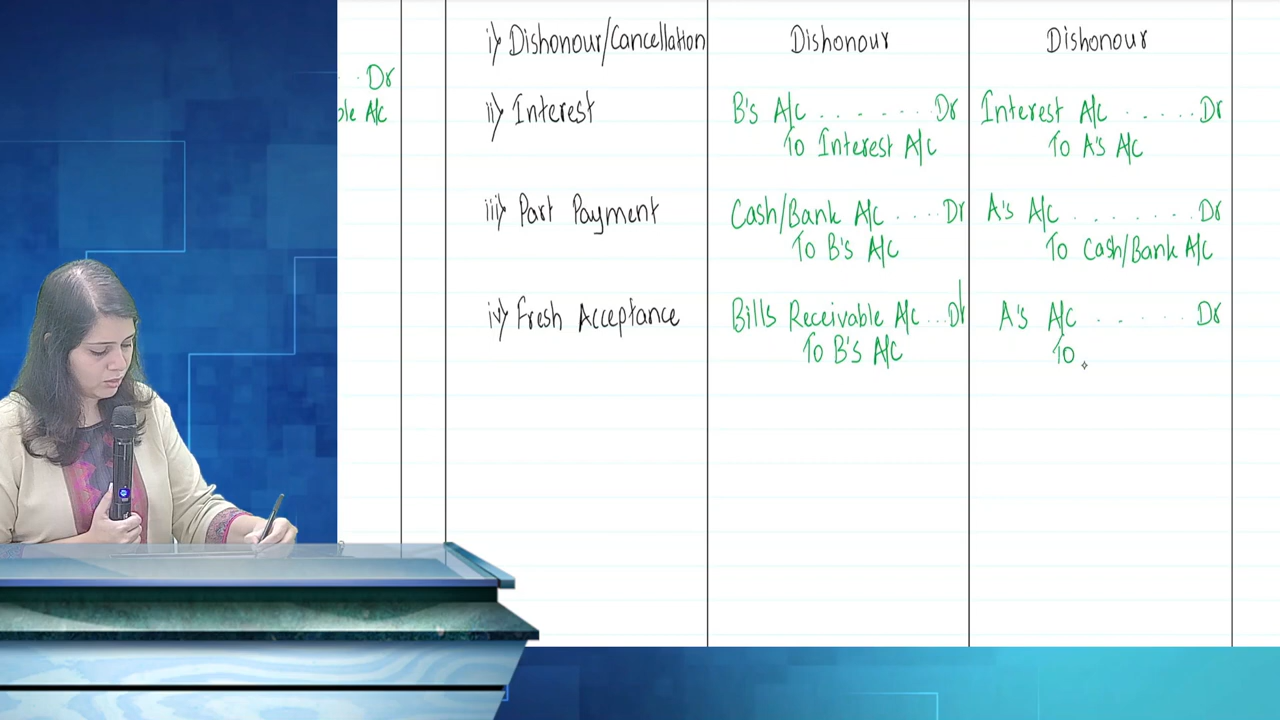 i) Dishonour/Cancellation Dishonour Dishonour
. . Dr
ble A/c
ii) Interest B's A/c . . . . . . Dr Interest A/c . . . . . Dr
To Interest A/c To A's A/c
iii) Part Payment Cash/Bank A/c . . . . Dr A's A/c . . . . . . . Dr
To B's A/c To Cash/Bank A/c
iv) Fresh Acceptance Bills Receivable A/c . . . Dr A's A/c . . . . . Dr
To B's A/c To